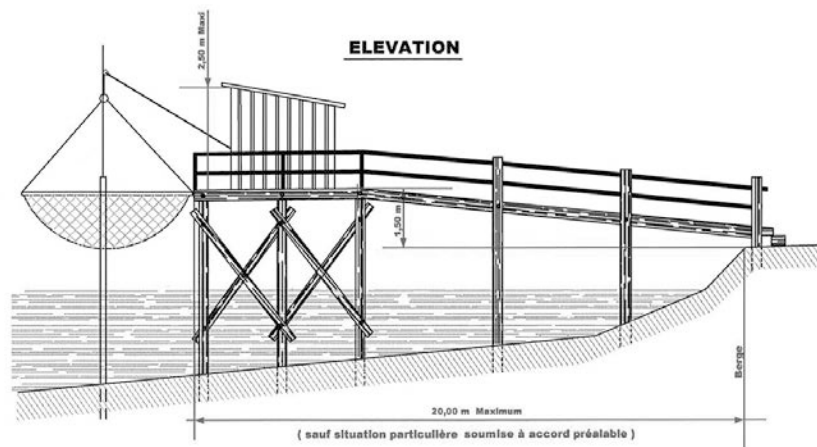 2,50 m Maxi
ELEVATION
1,50 m
Berge
20,00 m Maximum
( sauf situation particulière soumise à accord préalable )